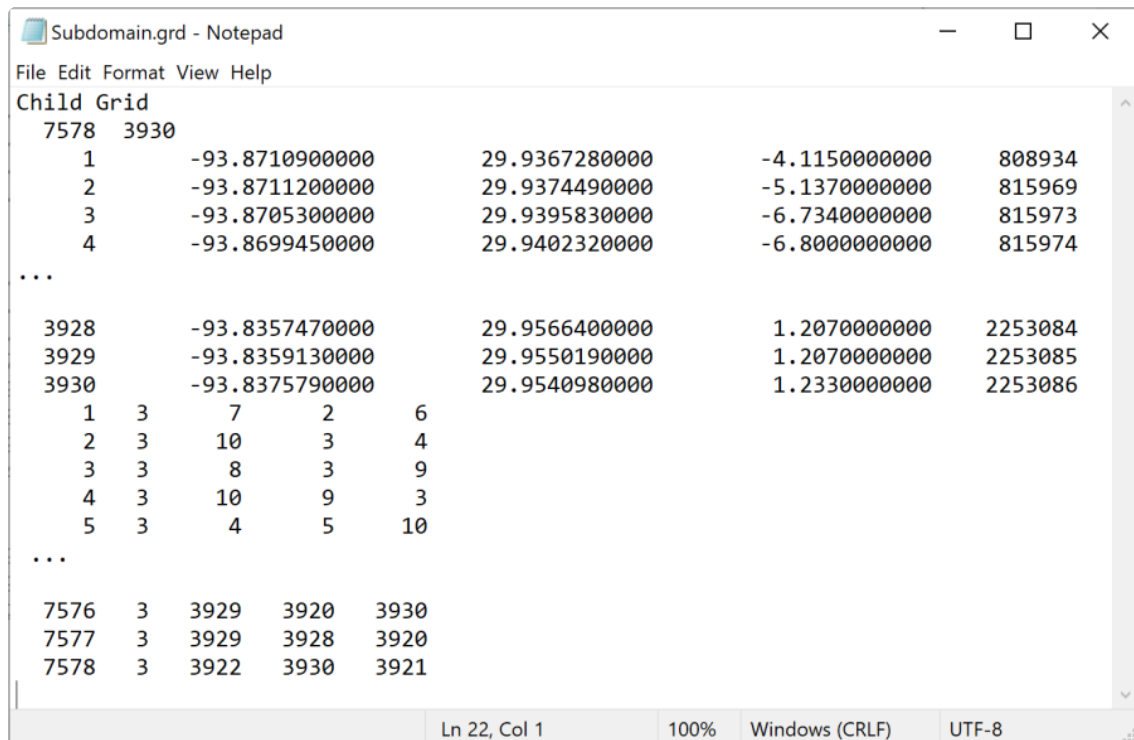 Subdomain.grd - Notepad
File Edit Format View Help
Child Grid
7578 3930
1 -93.8710900000 29.9367280000 -4.1150000000 808934
2 -93.8711200000 29.9374490000 -5.1370000000 815969
3 -93.8705300000 29.9395830000 -6.7340000000 815973
4 -93.8699450000 29.9402320000 -6.8000000000 815974
...
3928 -93.8357470000 29.9566400000 1.2070000000 2253084
3929 -93.8359130000 29.9550190000 1.2070000000 2253085
3930 -93.8375790000 29.9540980000 1.2330000000 2253086
1 3 7 2 6
2 3 10 3 4
3 3 8 3 9
4 3 10 9 3
5 3 4 5 10
...
7576 3 3929 3920 3930
7577 3 3929 3928 3920
7578 3 3922 3930 3921
Ln 22, Col 1 100% Windows (CRLF) UTF-8